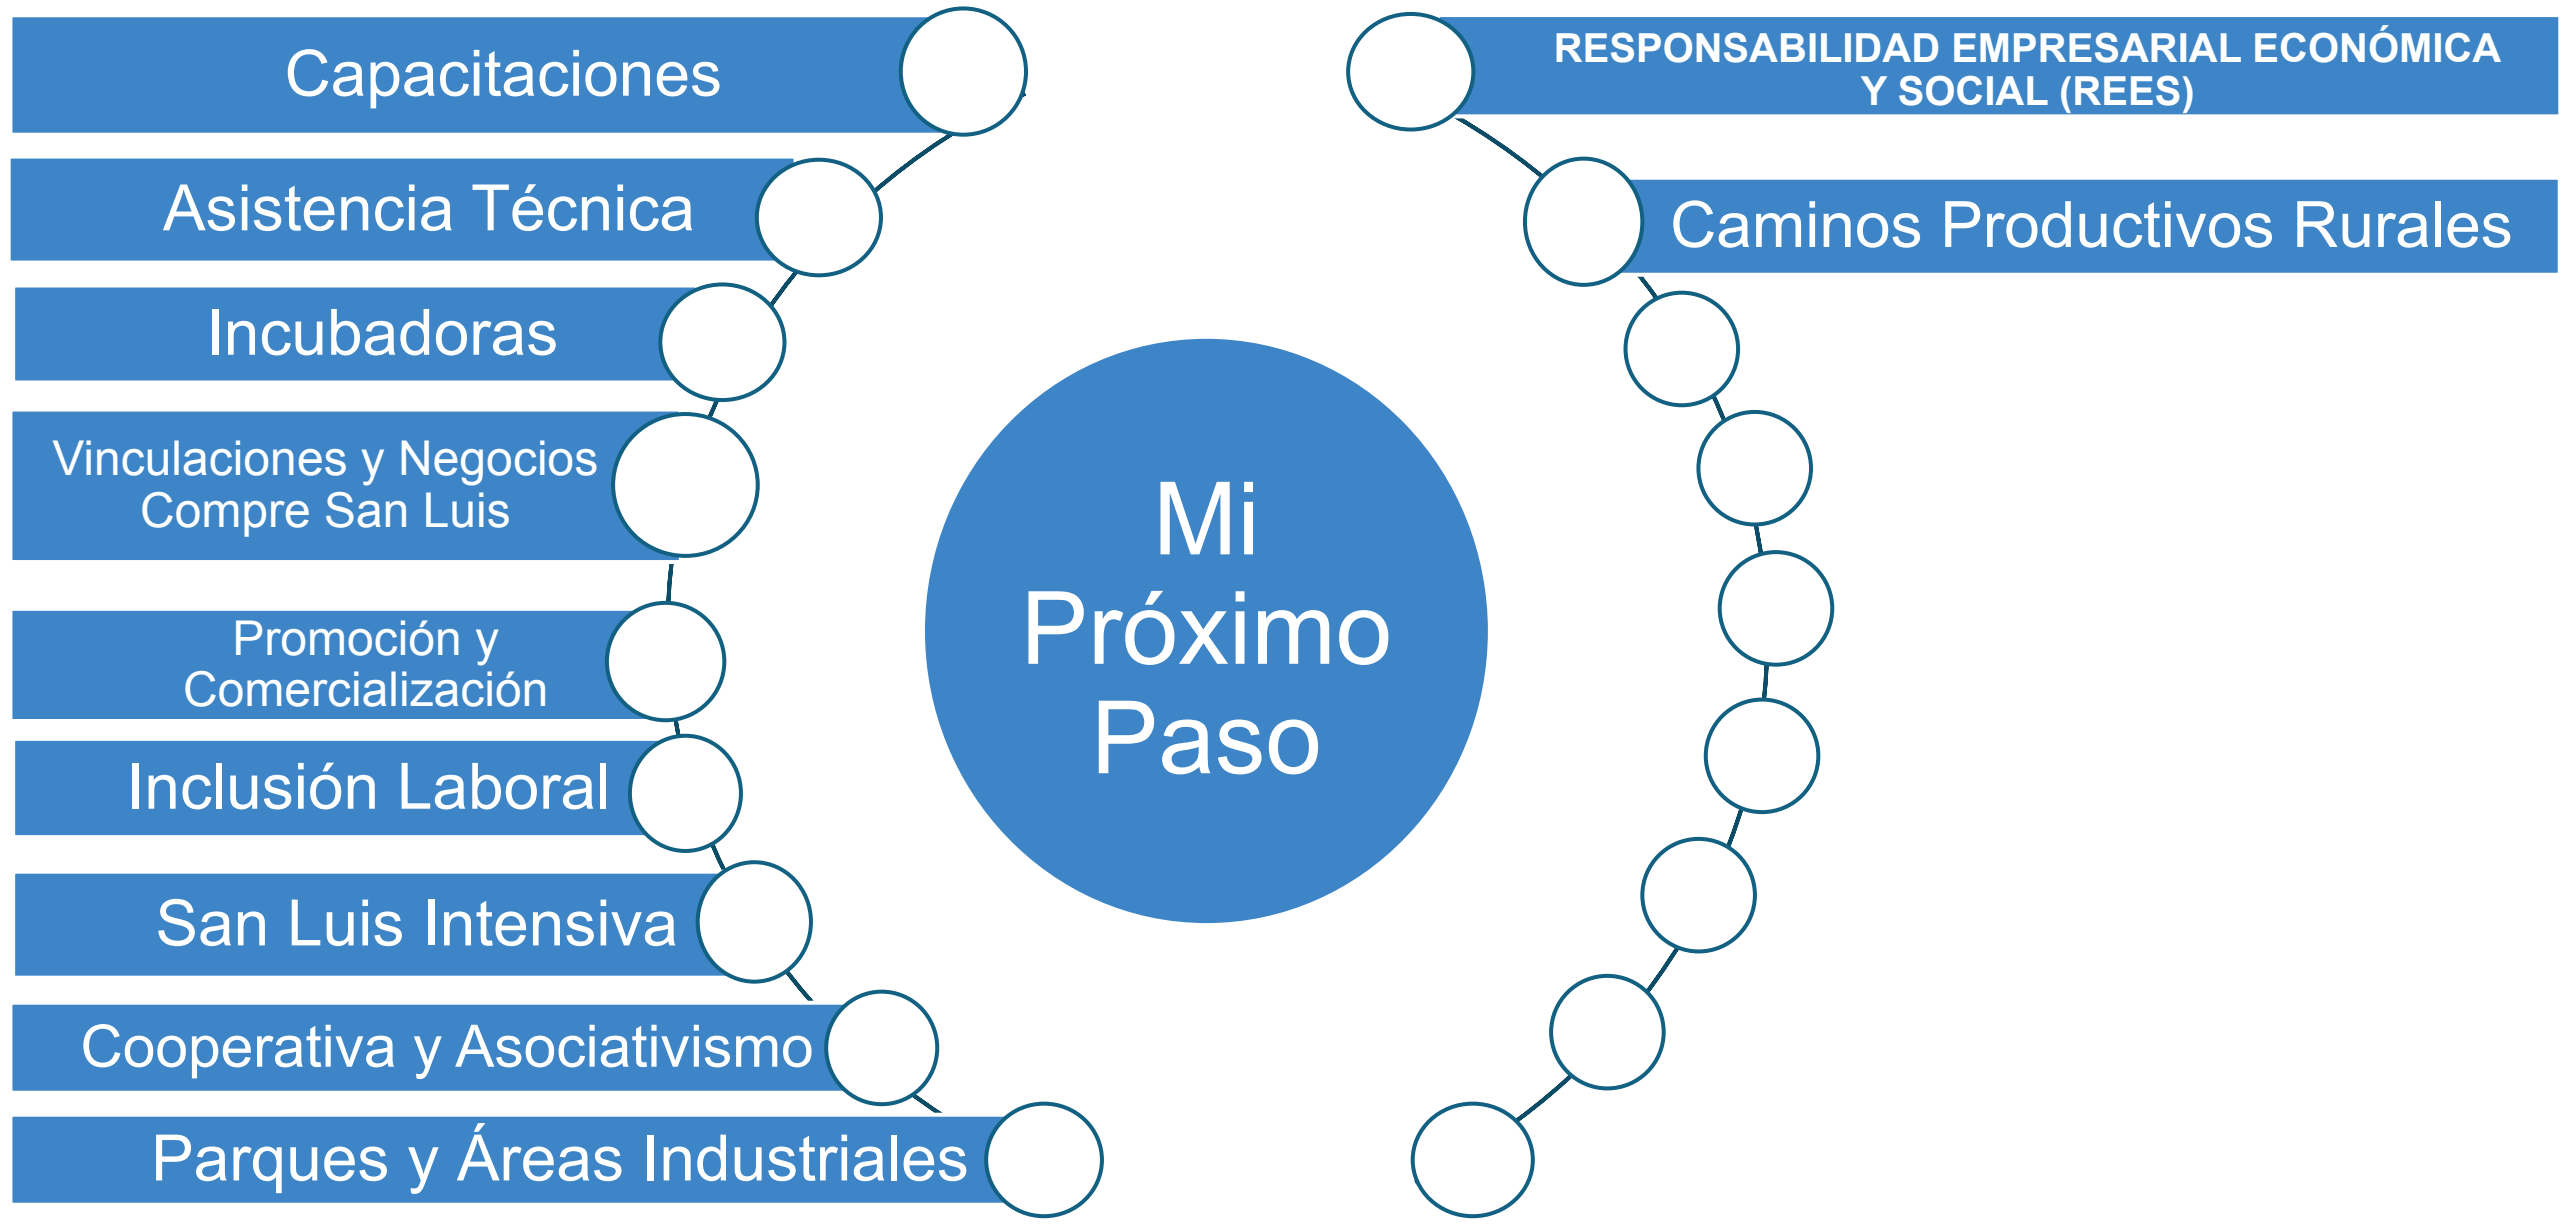 Capacitaciones
Asistencia Técnica
Incubadoras
Vinculaciones y Negocios
Compre San Luis
Promoción y
Comercialización
Inclusión Laboral
San Luis Intensiva
Cooperativa y Asociativismo
Parques y Áreas Industriales
Mi
Próximo
Paso
RESPONSABILIDAD EMPRESARIAL ECONÓMICA
Y SOCIAL (REES)
Caminos Productivos Rurales